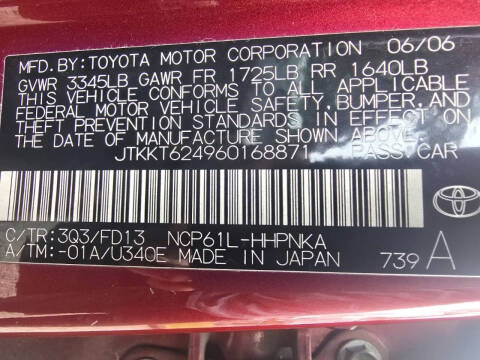 MFD.BY:TOYOTA MOTOR CORPORATION 06/06
GVWR 3345LB GAWR FR 1725LB RR 1640LB
THIS VEHICLE CONFORMS TO ALL APPLICABLE
FEDERAL MOTOR VEHICLE SAFETY,BUMPER,AND
THEFT PREVENTION STANDARDS IN EFFECT ON
THE DATE OF MANUFACTURE SHOWN ABOVE.
JTKKT624960168871 PASS.CAR
C/TR:3Q3/FD13 NCP61L-HHPNKA
A/TM:-01A/U340E MADE IN JAPAN 739 A
TOYOTA